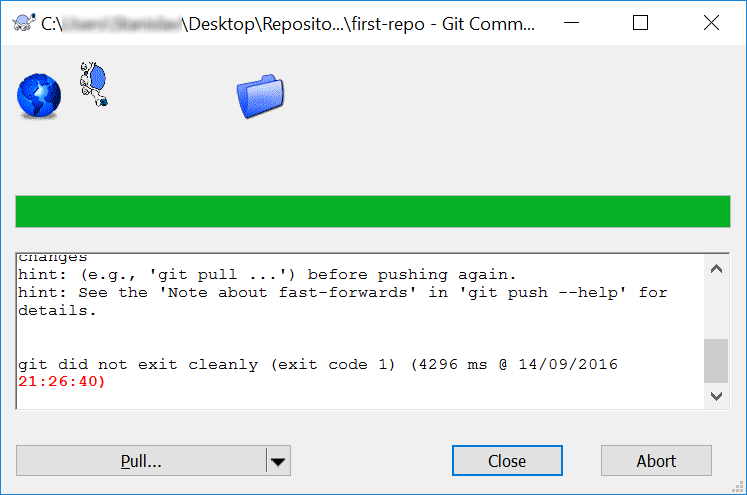 C:\ \Desktop\Reposito...\first-repo - Git Comm...
changes
hint: (e.g., 'git pull ...') before pushing again.
hint: See the 'Note about fast-forwards' in 'git push --help' for
details.
git did not exit cleanly (exit code 1) (4296 ms @ 14/09/2016
21:26:40)
Pull...
Close
Abort